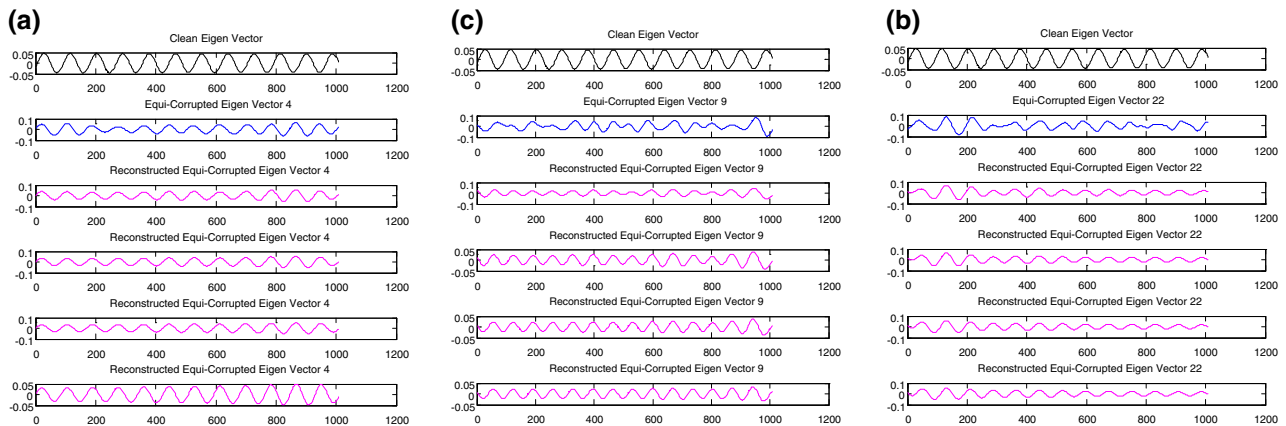 (a)
Clean Eigen Vector
0.05
0
-0.05
0 200 400 600 800 1000 1200
Equi-Corrupted Eigen Vector 4
0.1
0
-0.1
0 200 400 600 800 1000 1200
Reconstructed Equi-Corrupted Eigen Vector 4
0.1
0
-0.1
0 200 400 600 800 1000 1200
Reconstructed Equi-Corrupted Eigen Vector 4
0.1
0
-0.1
0 200 400 600 800 1000 1200
Reconstructed Equi-Corrupted Eigen Vector 4
0.1
0
-0.1
0 200 400 600 800 1000 1200
Reconstructed Equi-Corrupted Eigen Vector 4
0.05
0
-0.05
0 200 400 600 800 1000 1200
(c)
Clean Eigen Vector
0.05
0
-0.05
0 200 400 600 800 1000 1200
Equi-Corrupted Eigen Vector 9
0.1
0
-0.1
0 200 400 600 800 1000 1200
Reconstructed Equi-Corrupted Eigen Vector 9
0.1
0
-0.1
0 200 400 600 800 1000 1200
Reconstructed Equi-Corrupted Eigen Vector 9
0.05
0
-0.05
0 200 400 600 800 1000 1200
Reconstructed Equi-Corrupted Eigen Vector 9
0.05
0
-0.05
0 200 400 600 800 1000 1200
Reconstructed Equi-Corrupted Eigen Vector 9
0.05
0
-0.05
0 200 400 600 800 1000 1200
(b)
Clean Eigen Vector
0.05
0
-0.05
0 200 400 600 800 1000 1200
Equi-Corrupted Eigen Vector 22
0.1
0
-0.1
0 200 400 600 800 1000 1200
Reconstructed Equi-Corrupted Eigen Vector 22
0.1
0
-0.1
0 200 400 600 800 1000 1200
Reconstructed Equi-Corrupted Eigen Vector 22
0.1
0
-0.1
0 200 400 600 800 1000 1200
Reconstructed Equi-Corrupted Eigen Vector 22
0.1
0
-0.1
0 200 400 600 800 1000 1200
Reconstructed Equi-Corrupted Eigen Vector 22
0.1
0
-0.1
0 200 400 600 800 1000 1200